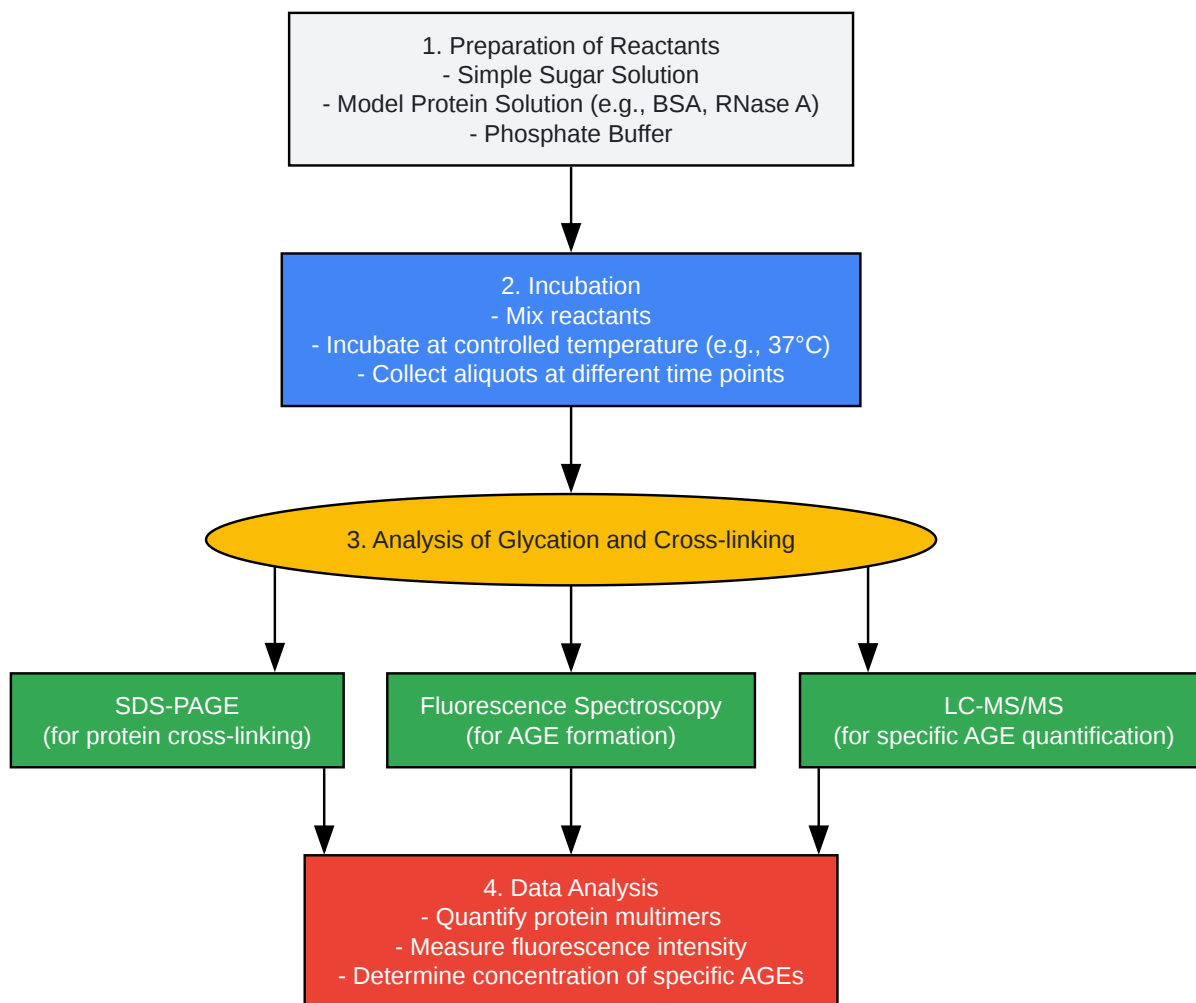 1. Preparation of Reactants
- Simple Sugar Solution
- Model Protein Solution (e.g., BSA, RNase A)
- Phosphate Buffer
2. Incubation
- Mix reactants
- Incubate at controlled temperature (e.g., 37°C)
- Collect aliquots at different time points
3. Analysis of Glycation and Cross-linking
SDS-PAGE
(for protein cross-linking)
Fluorescence Spectroscopy
(for AGE formation)
LC-MS/MS
(for specific AGE quantification)
4. Data Analysis
- Quantify protein multimers
- Measure fluorescence intensity
- Determine concentration of specific AGEs